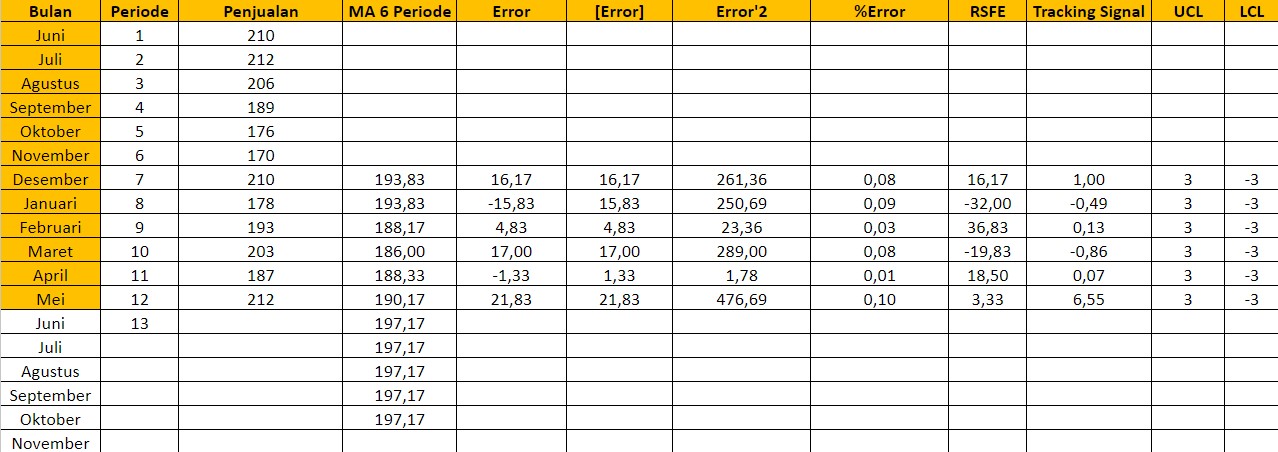 Bulan Periode Penjualan MA 6 Periode Error [Error] Error'2 %Error RSFE Tracking Signal UCL LCL
Juni 1 210
Juli 2 212
Agustus 3 206
September 4 189
Oktober 5 176
November 6 170
Desember 7 210 193,83 16,17 16,17 261,36 0,08 16,17 1,00 3 -3
Januari 8 178 193,83 -15,83 15,83 250,69 0,09 -32,00 -0,49 3 -3
Februari 9 193 188,17 4,83 4,83 23,36 0,03 36,83 0,13 3 -3
Maret 10 203 186,00 17,00 17,00 289,00 0,08 -19,83 -0,86 3 -3
April 11 187 188,33 -1,33 1,33 1,78 0,01 18,50 0,07 3 -3
Mei 12 212 190,17 21,83 21,83 476,69 0,10 3,33 6,55 3 -3
Juni 13 197,17
Juli 197,17
Agustus 197,17
September 197,17
Oktober 197,17
November